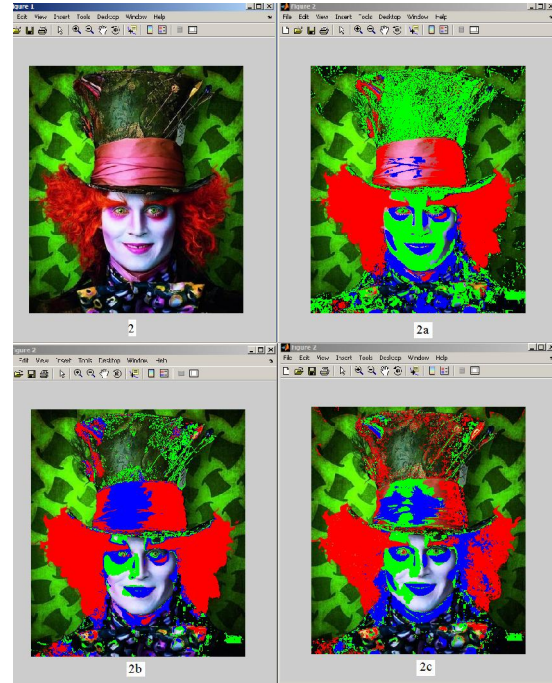 Figure 1
Edit View Insert Tools Desktop Window Help
2
Figure 2
File Edit View Insert Tools Desktop Window Help
2a
Figure 2
Edit View Insert Tools Desktop Window Help
2b
Figure 2
File Edit View Insert Tools Desktop Window Help
2c